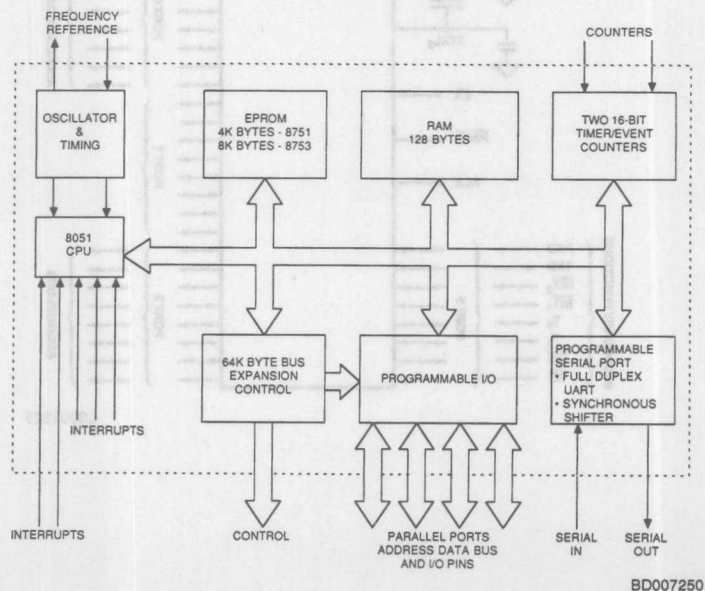 FREQUENCY
REFERENCE
COUNTERS
OSCILLATOR
&
TIMING
EPROM
4K BYTES - 8751
8K BYTES - 8753
RAM
128 BYTES
TWO 16-BIT
TIMER/EVENT
COUNTERS
8051
CPU
64K BYTE BUS
EXPANSION
CONTROL
PROGRAMMABLE I/O
PROGRAMMABLE
SERIAL PORT
• FULL DUPLEX
UART
• SYNCHRONOUS
SHIFTER
INTERRUPTS
INTERRUPTS
CONTROL
PARALLEL PORTS
ADDRESS DATA BUS
AND I/O PINS
SERIAL
IN
SERIAL
OUT
BD007250